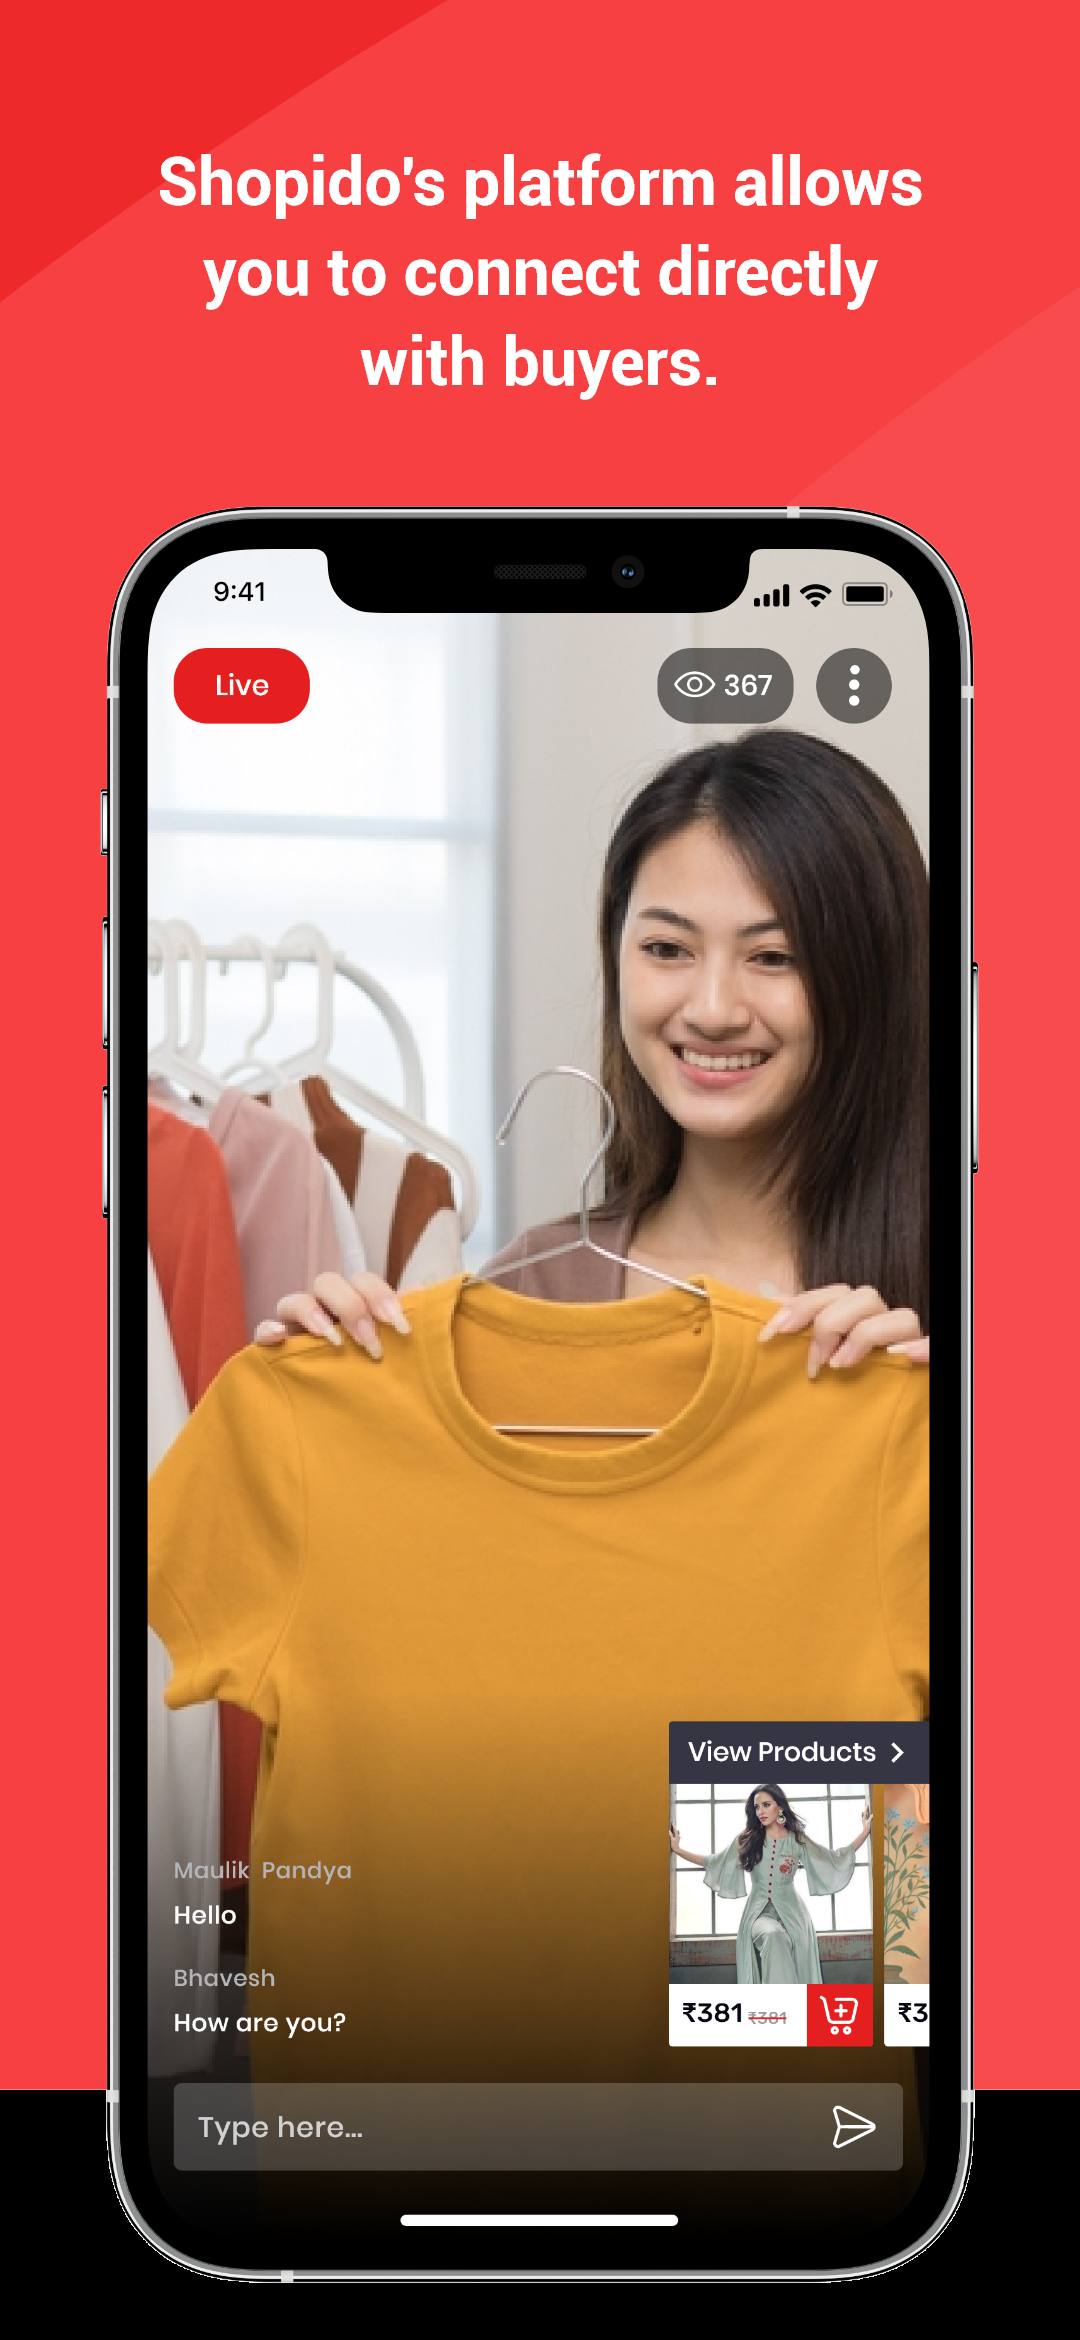 Shopido's platform allows
you to connect directly
with buyers.
9:41
Live
367
View Products
Maulik Pandya
Hello
Bhavesh
How are you?
₹381 ₹381
₹3
Type here...